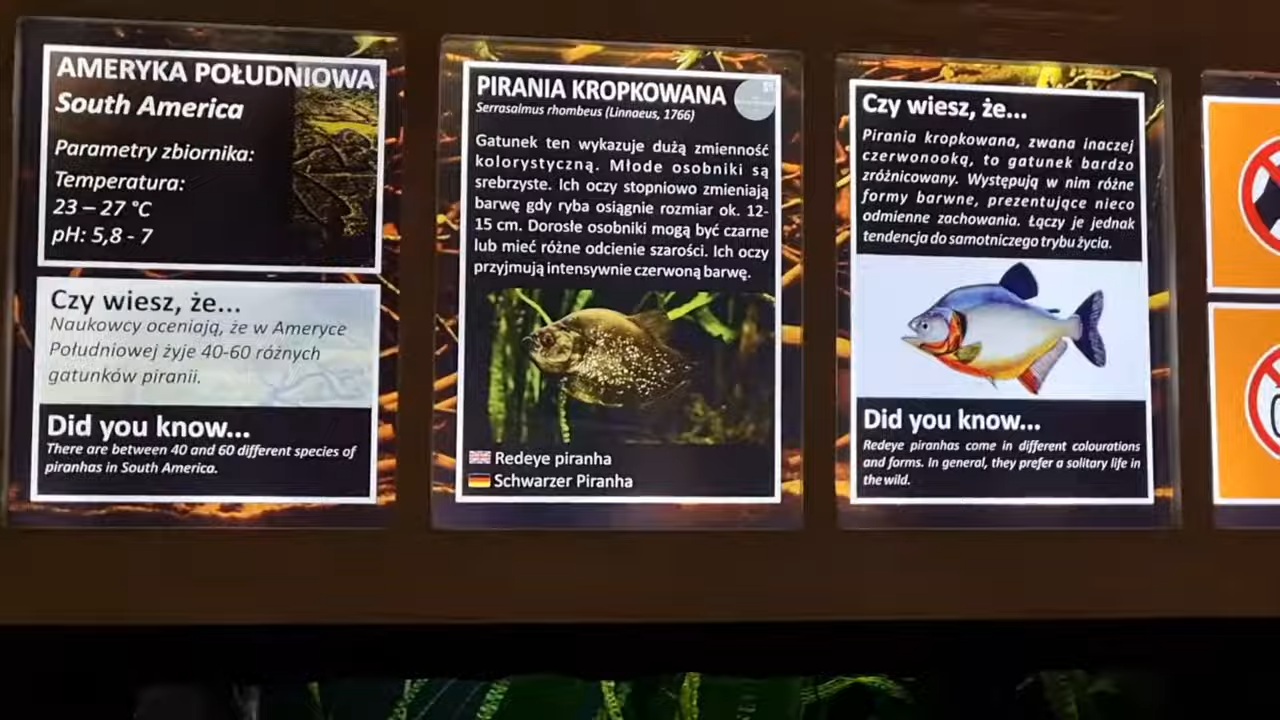 AMERYKA POŁUDNIOWA
South America
Parametry zbiornika:
Temperatura:
23 – 27 °C
pH: 5,8 - 7
Czy wiesz, że...
Naukowcy oceniają, że w Ameryce
Południowej żyje 40-60 różnych
gatunków piranii.
Did you know...
There are between 40 and 60 different species of
piranhas in South America.
PIRANIA KROPKOWANA
Serrasalmus rhombeus (Linnaeus, 1766)
Gatunek ten wykazuje dużą zmienność
kolorystyczną. Młode osobniki są
srebrzyste. Ich oczy stopniowo zmieniają
barwę gdy ryba osiągnie rozmiar ok. 12-
15 cm. Dorosłe osobniki mogą być czarne
lub mieć różne odcienie szarości. Ich oczy
przyjmują intensywnie czerwoną barwę.
Redeye piranha
Schwarzer Piranha
Czy wiesz, że...
Pirania kropkowana, zwana inaczej
czerwonooką, to gatunek bardzo
zróżnicowany. Występują w nim różne
formy barwne, prezentujące nieco
odmienne zachowania. Łączy je jednak
tendencja do samotniczego trybu życia.
Did you know...
Redeye piranhas come in different colourations
and forms. In general, they prefer a solitary life in
the wild.